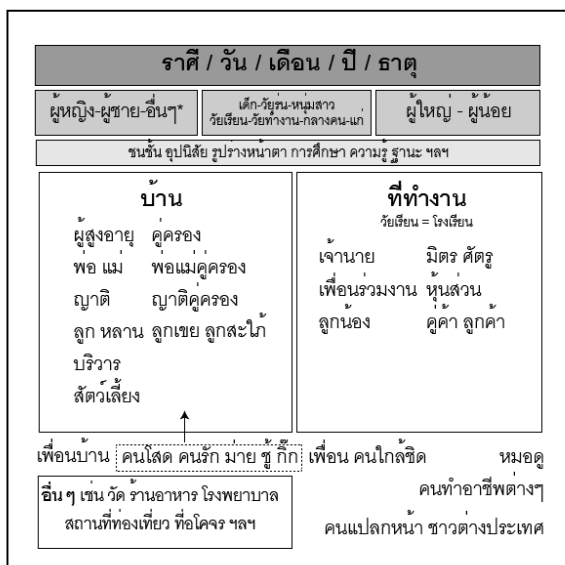 ราศี / วัน / เดือน / ปี / ธาตุ
ผู้หญิง-ผู้ชาย-อื่นๆ*
เด็ก-วัยรุ่น-หนุ่มสาว
วัยเรียน-วัยทำงาน-กลางคน-แก่
ผู้ใหญ่ - ผู้น้อย
ชนชั้น อุปนิสัย รูปร่างหน้าตา การศึกษา ความรู้ ฐานะ ฯลฯ
บ้าน
ผู้สูงอายุ คู่ครอง
พ่อ แม่ พ่อแม่คู่ครอง
ญาติ ญาติคู่ครอง
ลูก หลาน ลูกเขย ลูกสะใภ้
บริวาร
สัตว์เลี้ยง
ที่ทำงาน
วัยเรียน = โรงเรียน
เจ้านาย มิตร ศัตรู
เพื่อนร่วมงาน หุ้นส่วน
ลูกน้อง คู่ค้า ลูกค้า
เพื่อนบ้าน คนโสด คนรัก ม่าย ชู้ กิ๊ก เพื่อน คนใกล้ชิด หมอดู
อื่น ๆ เช่น วัด ร้านอาหาร โรงพยาบาล
สถานที่ท่องเที่ยว ที่อโคจร ฯลฯ
คนทำอาชีพต่างๆ
คนแปลกหน้า ชาวต่างประเทศ